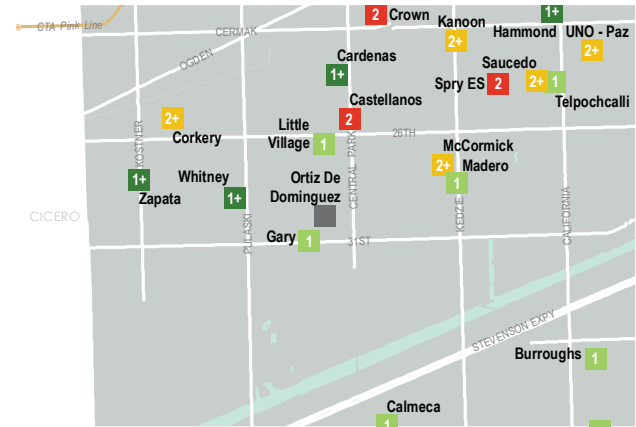 CTA Pink Line
2
Crown
Kanoon
1+
CERMAK
Hammond
UNO - Paz
2+
2+
OGDEN
Cardenas
1+
Saucedo
Spry ES
2
2+
1
Telpochcalli
Castellanos
2
2+
Corkery
Little
Village
1
26TH
KOSTNER
CENTRAL PARK
McCormick
2+
Madero
1
Whitney
1+
1+
Zapata
Ortiz De
Dominguez
CICERO
PULASKI
KEDZIE
CALIFORNIA
Gary
1
31ST
STEVENSON EXPY
Burroughs
1
Calmeca
1